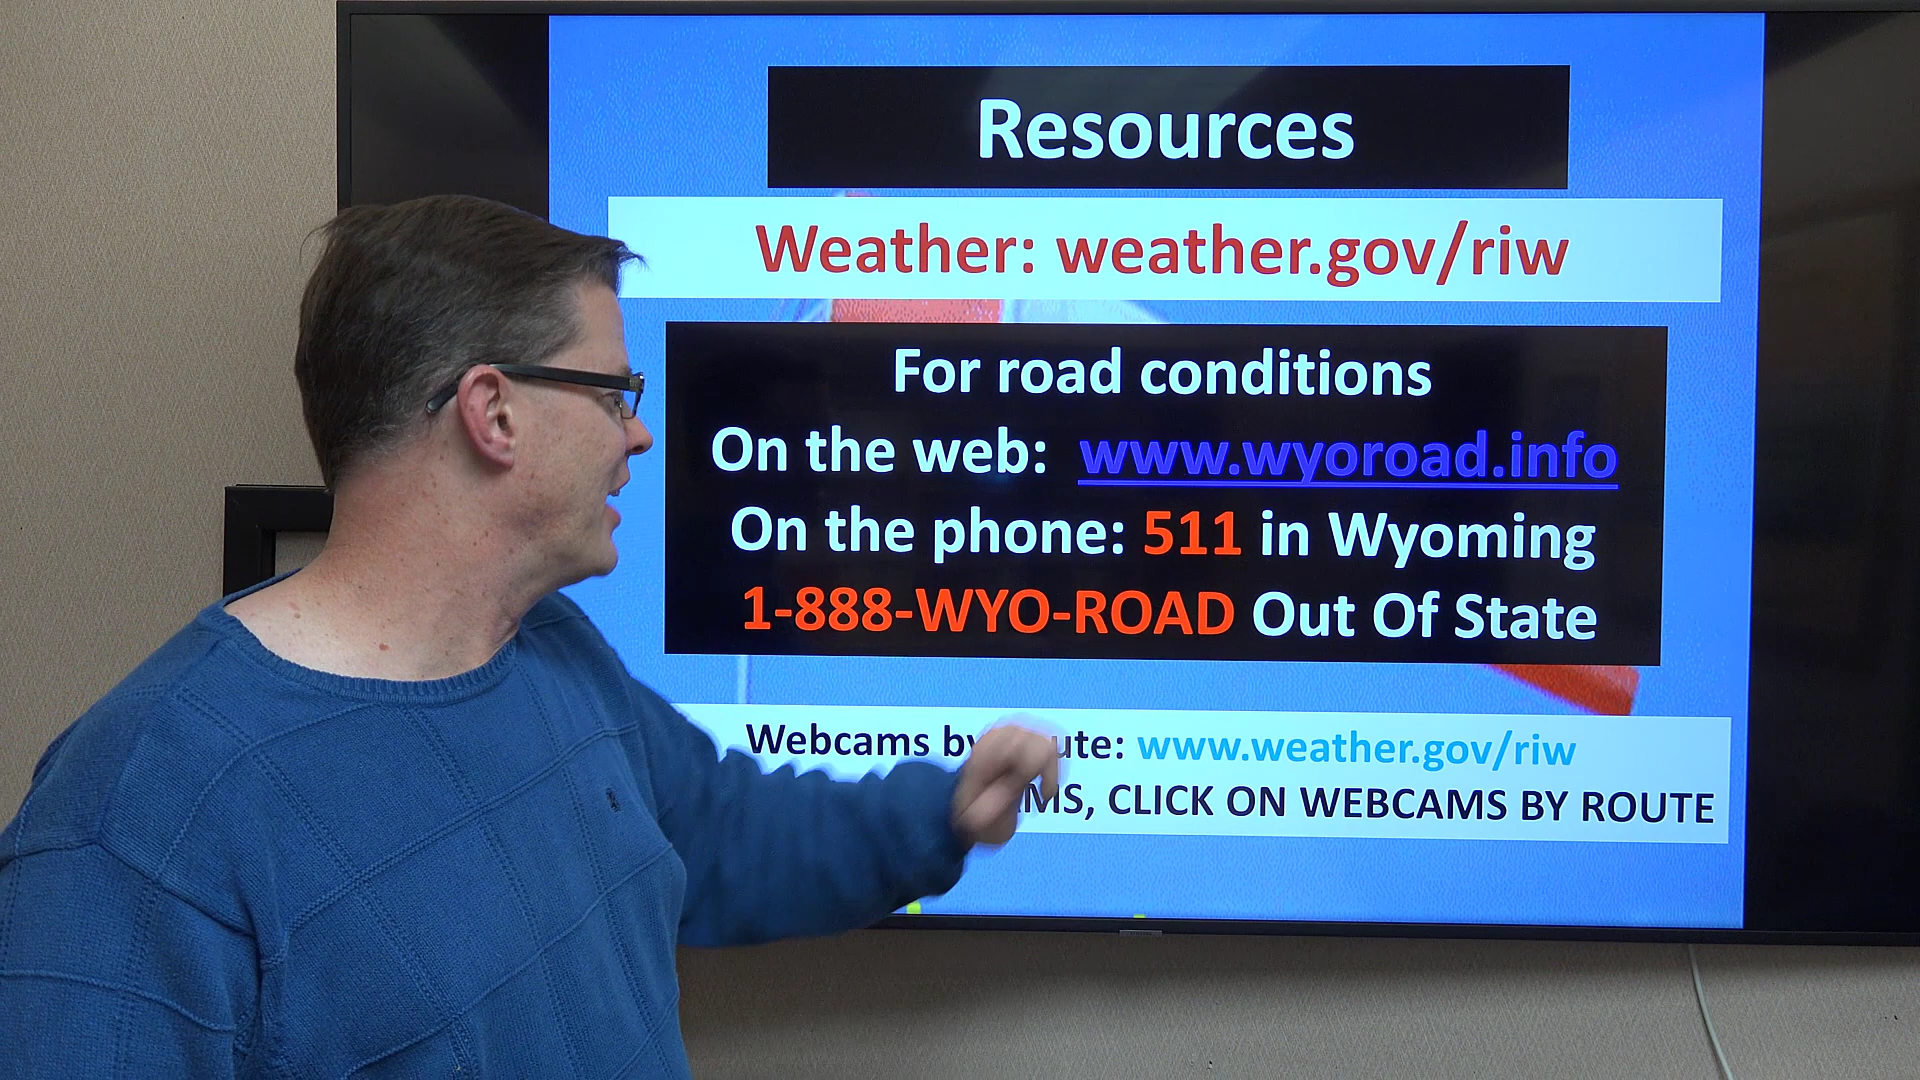 Resources
Weather: weather.gov/riw
For road conditions
On the web: www.wyoroad.info
On the phone: 511 in Wyoming
1-888-WYO-ROAD Out Of State
Webcams by ute: www.weather.gov/riw
AMS, CLICK ON WEBCAMS BY ROUTE